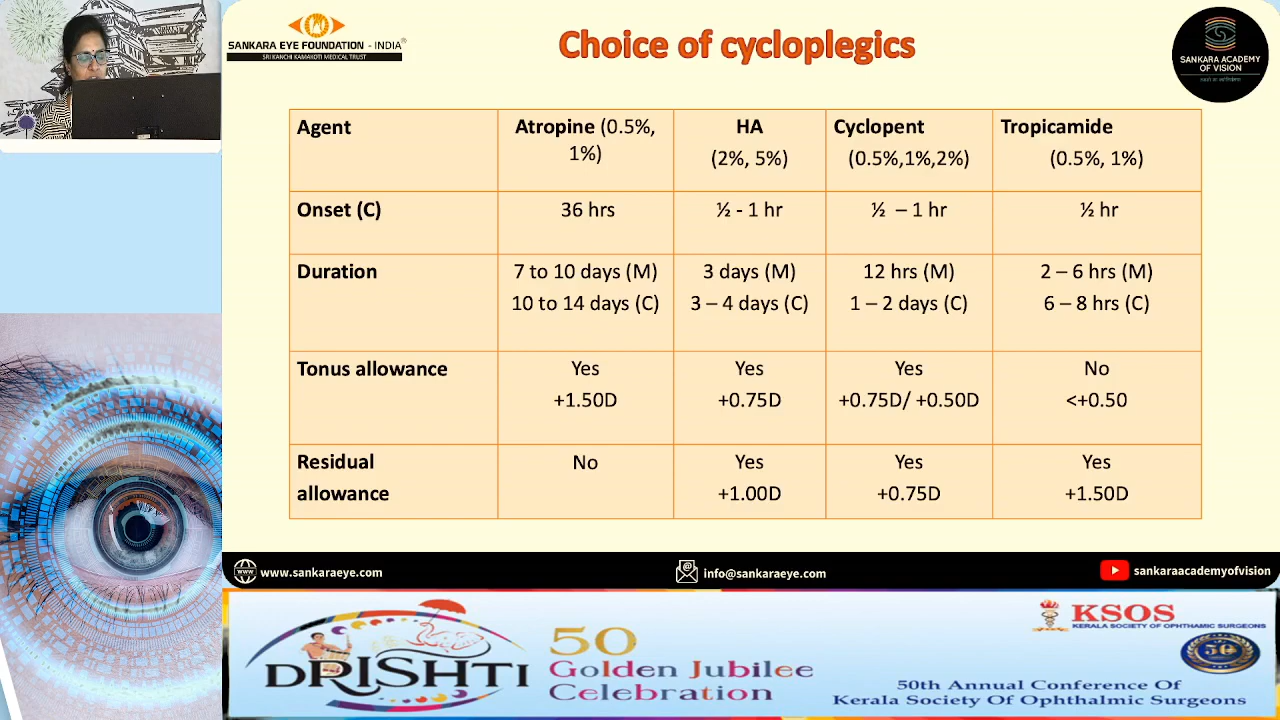 SANKARA EYE FOUNDATION - INDIA®
SRI KANCHI KAMAKOTI MEDICAL TRUST
Choice of cycloplegics
SANKARA ACADEMY
OF VISION
Agent
Atropine (0.5%,
1%)
HA
(2%, 5%)
Cyclopent
(0.5%,1%,2%)
Tropicamide
(0.5%, 1%)
Onset (C)
36 hrs
½ - 1 hr
½ – 1 hr
½ hr
Duration
7 to 10 days (M)
10 to 14 days (C)
3 days (M)
3 – 4 days (C)
12 hrs (M)
1 – 2 days (C)
2 – 6 hrs (M)
6 – 8 hrs (C)
Tonus allowance
Yes
+1.50D
Yes
+0.75D
Yes
+0.75D/ +0.50D
No
<+0.50
Residual
allowance
No
Yes
+1.00D
Yes
+0.75D
Yes
+1.50D
www.sankaraeye.com
info@sankaraeye.com
sankaraacademyofvision
DRISHTI
50
Golden Jubilee
Celebration
KSOS
KERALA SOCIETY OF OPHTHAMIC SURGEONS
50
50th Annual Conference Of
Kerala Society Of Ophthalmic Surgeons